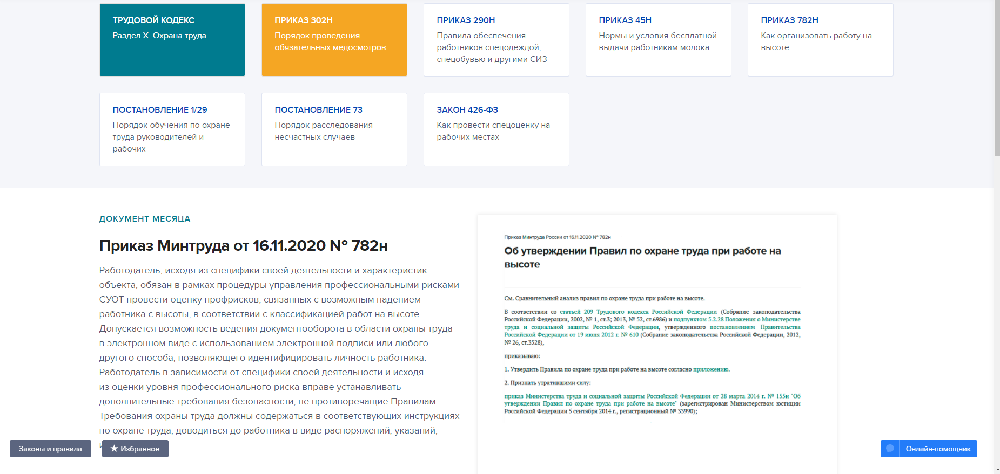 ТРУДОВОЙ КОДЕКС
Раздел X. Охрана труда
ПРИКАЗ 302Н
Порядок проведения
обязательных медосмотров
ПРИКАЗ 290Н
Правила обеспечения
работников спецодеждой,
спецобувью и другими СИЗ
ПРИКАЗ 45Н
Нормы и условия бесплатной
выдачи работникам молока
ПРИКАЗ 782Н
Как организовать работу на
высоте
ПОСТАНОВЛЕНИЕ 1/29
Порядок обучения по охране
труда руководителей и
рабочих
ПОСТАНОВЛЕНИЕ 73
Порядок расследования
несчастных случаев
ЗАКОН 426-ФЗ
Как провести спецоценку на
рабочих местах
ДОКУМЕНТ МЕСЯЦА
Приказ Минтруда от 16.11.2020 № 782н
Работодатель, исходя из специфики своей деятельности и характеристик
объекта, обязан в рамках процедуры управления профессиональными рисками
СУОТ провести оценку профрисков, связанных с возможным падением
работника с высоты, в соответствии с классификацией работ на высоте.
Допускается возможность ведения документооборота в области охраны труда
в электронном виде с использованием электронной подписи или любого
другого способа, позволяющего идентифицировать личность работника.
Работодатель в зависимости от специфики своей деятельности и исходя
из оценки уровня профессионального риска вправе устанавливать
дополнительные требования безопасности, не противоречащие Правилам.
Требования охраны труда должны содержаться в соответствующих инструкциях
по охране труда, доводиться до работника в виде распоряжений, указаний,
Приказ Минтруда России от 16.11.2020 № 782н
Об утверждении Правил по охране труда при работе на
высоте
См. Сравнительный анализ правил по охране труда при работе на высоте.
В соответствии со статьей 209 Трудового кодекса Российской Федерации (Собрание законодательства
Российской Федерации, 2002, № 1, ст.3; 2013, № 52, ст.6986) и подпунктом 5.2.28 Положения о Министерстве
труда и социальной защиты Российской Федерации, утвержденного постановлением Правительства
Российской Федерации от 19 июня 2012 г. № 610 (Собрание законодательства Российской Федерации, 2012,
№ 26, ст.3528),
приказываю:
1. Утвердить Правила по охране труда при работе на высоте согласно приложению.
2. Признать утратившими силу:
приказ Министерства труда и социальной защиты Российской Федерации от 28 марта 2014 г. № 155н "Об
утверждении Правил по охране труда при работе на высоте" (зарегистрирован Министерством юстиции
Российской Федерации 5 сентября 2014 г., регистрационный № 33990);
Законы и правила
★ Избранное
Онлайн-помощник